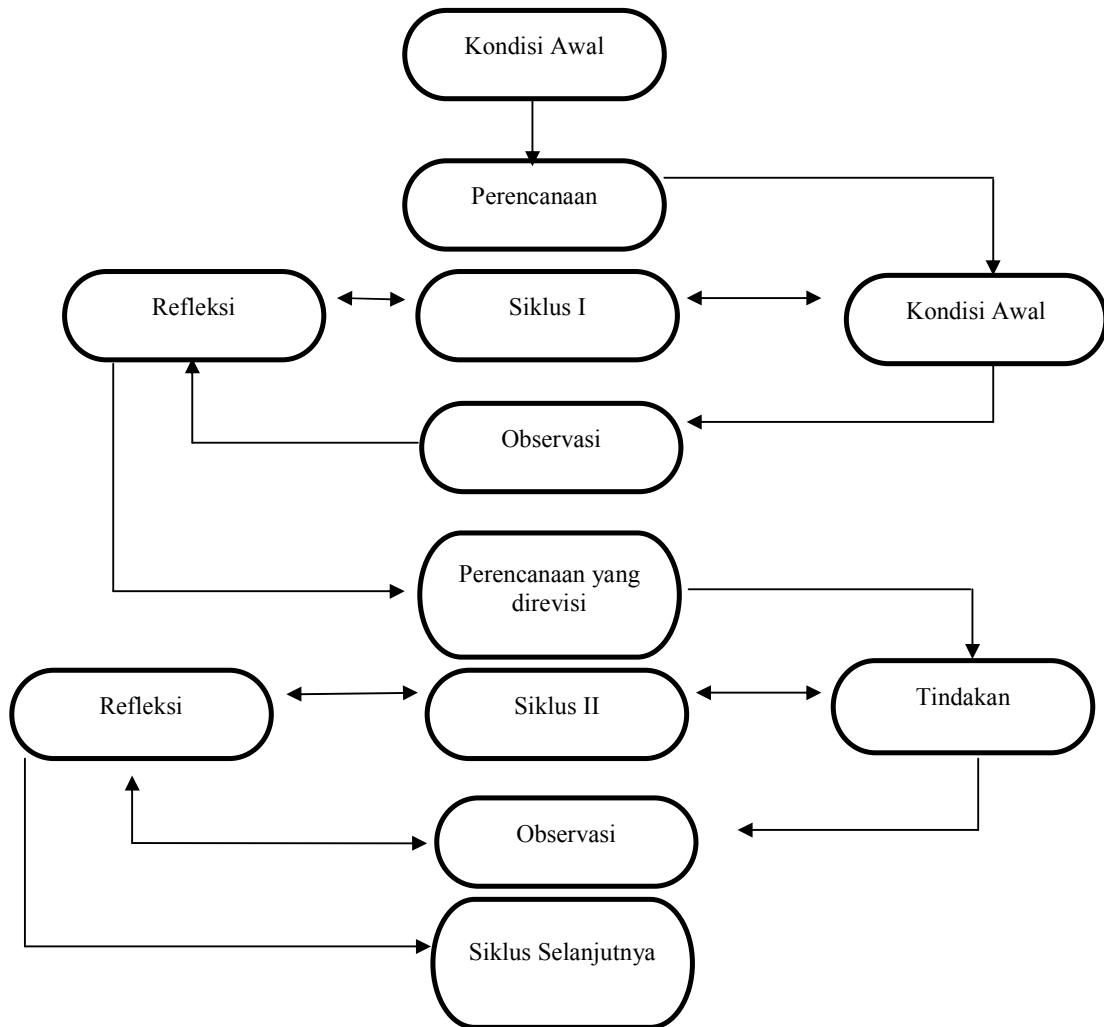 Kondisi Awal
Perencanaan
Refleksi
Siklus I
Kondisi Awal
Observasi
Perencanaan yang
direvisi
Refleksi
Siklus II
Tindakan
Observasi
Siklus Selanjutnya